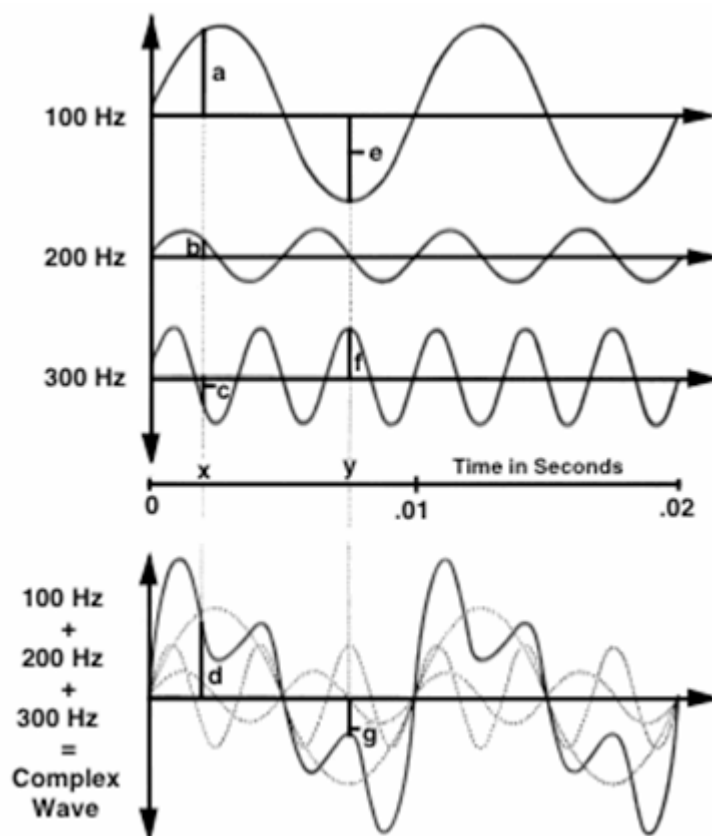 a
100 Hz
e
b
200 Hz
f
300 Hz
c
x
y
Time in Seconds
0
.01
.02
100 Hz
+
200 Hz
+
300 Hz
=
Complex
Wave
d
g